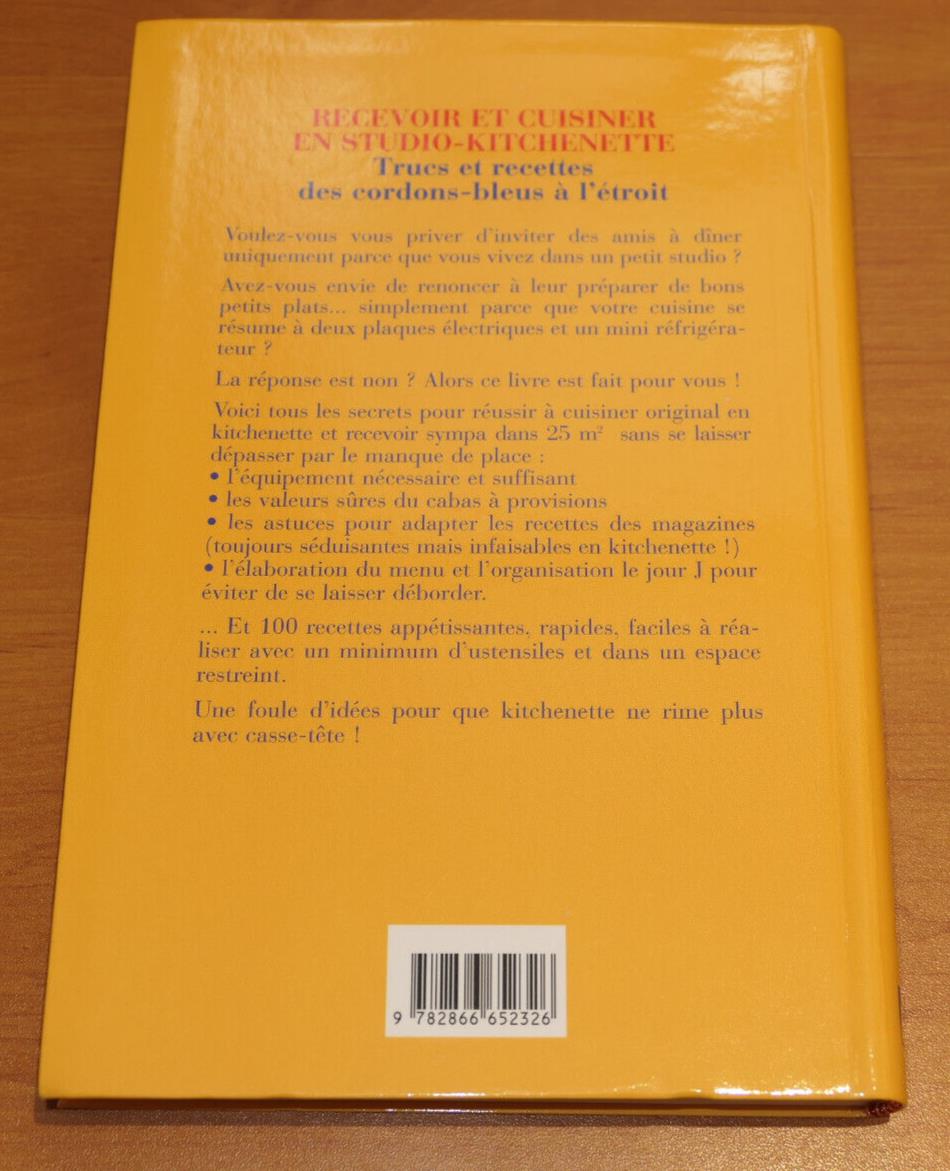 RECEVOIR ET CUISINER
EN STUDIO-KITCHENETTE
Trucs et recettes
des cordons-bleus à l'étroit
Voulez-vous vous priver d'inviter des amis à dîner
uniquement parce que vous vivez dans un petit studio ?
Avez-vous envie de renoncer à leur préparer de bons
petits plats... simplement parce que votre cuisine se
résume à deux plaques électriques et un mini réfrigéra-
teur ?
La réponse est non ? Alors ce livre est fait pour vous !
Voici tous les secrets pour réussir à cuisiner original en
kitchenette et recevoir sympa dans 25 m² sans se laisser
dépasser par le manque de place :
• l'équipement nécessaire et suffisant
• les valeurs sûres du cabas à provisions
• les astuces pour adapter les recettes des magazines
(toujours séduisantes mais infaisables en kitchenette !)
• l'élaboration du menu et l'organisation le jour J pour
éviter de se laisser déborder.
... Et 100 recettes appétissantes, rapides, faciles à réa-
liser avec un minimum d'ustensiles et dans un espace
restreint.
Une foule d'idées pour que kitchenette ne rime plus
avec casse-tête !
9 782866 652326